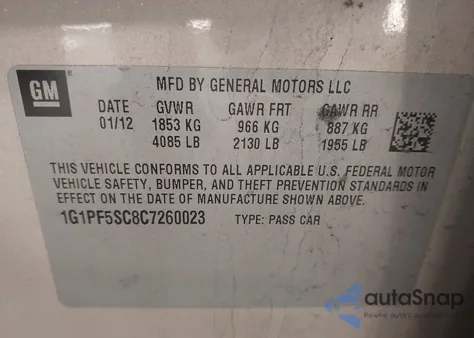 GM
®
MFD BY GENERAL MOTORS LLC
DATE GVWR GAWR FRT GAWR RR
01/12 1853 KG 966 KG 887 KG
4085 LB 2130 LB 1955 LB
THIS VEHICLE CONFORMS TO ALL APPLICABLE U.S. FEDERAL MOTOR
VEHICLE SAFETY, BUMPER, AND THEFT PREVENTION STANDARDS IN
EFFECT ON THE DATE OF MANUFACTURE SHOWN ABOVE.
1G1PF5SC8C7260023 TYPE: PASS CAR
autoSnap
Pewne auta z